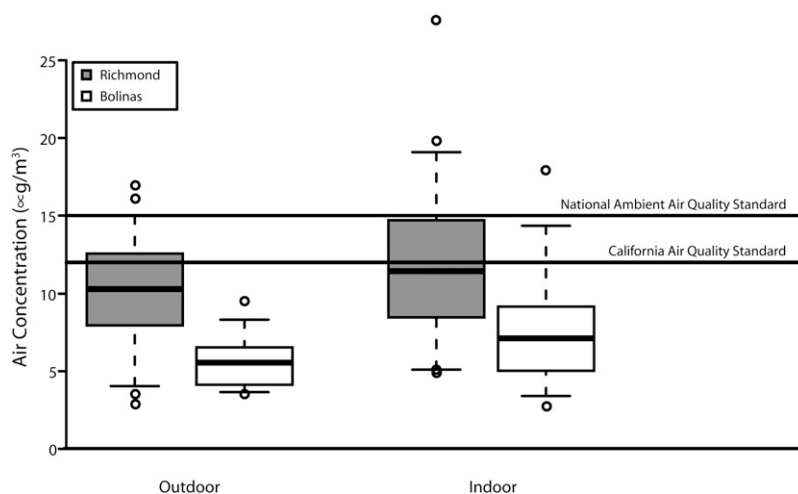 25
20
15
10
5
0
Air Concentration (∝g/m³)
Richmond
Bolinas
National Ambient Air Quality Standard
California Air Quality Standard
Outdoor
Indoor